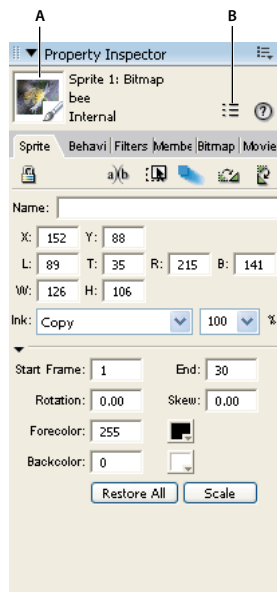 A B
Property Inspector
Sprite 1: Bitmap
bee
Internal
Sprite Behavi Filters Membe Bitmap Movie
a)(b
Name:
X: 152 Y: 88
L: 89 T: 35 R: 215 B: 141
W: 126 H: 106
Ink: Copy 100 %
Start Frame: 1 End: 30
Rotation: 0.00 Skew: 0.00
Forecolor: 255
Backcolor: 0
Restore All Scale